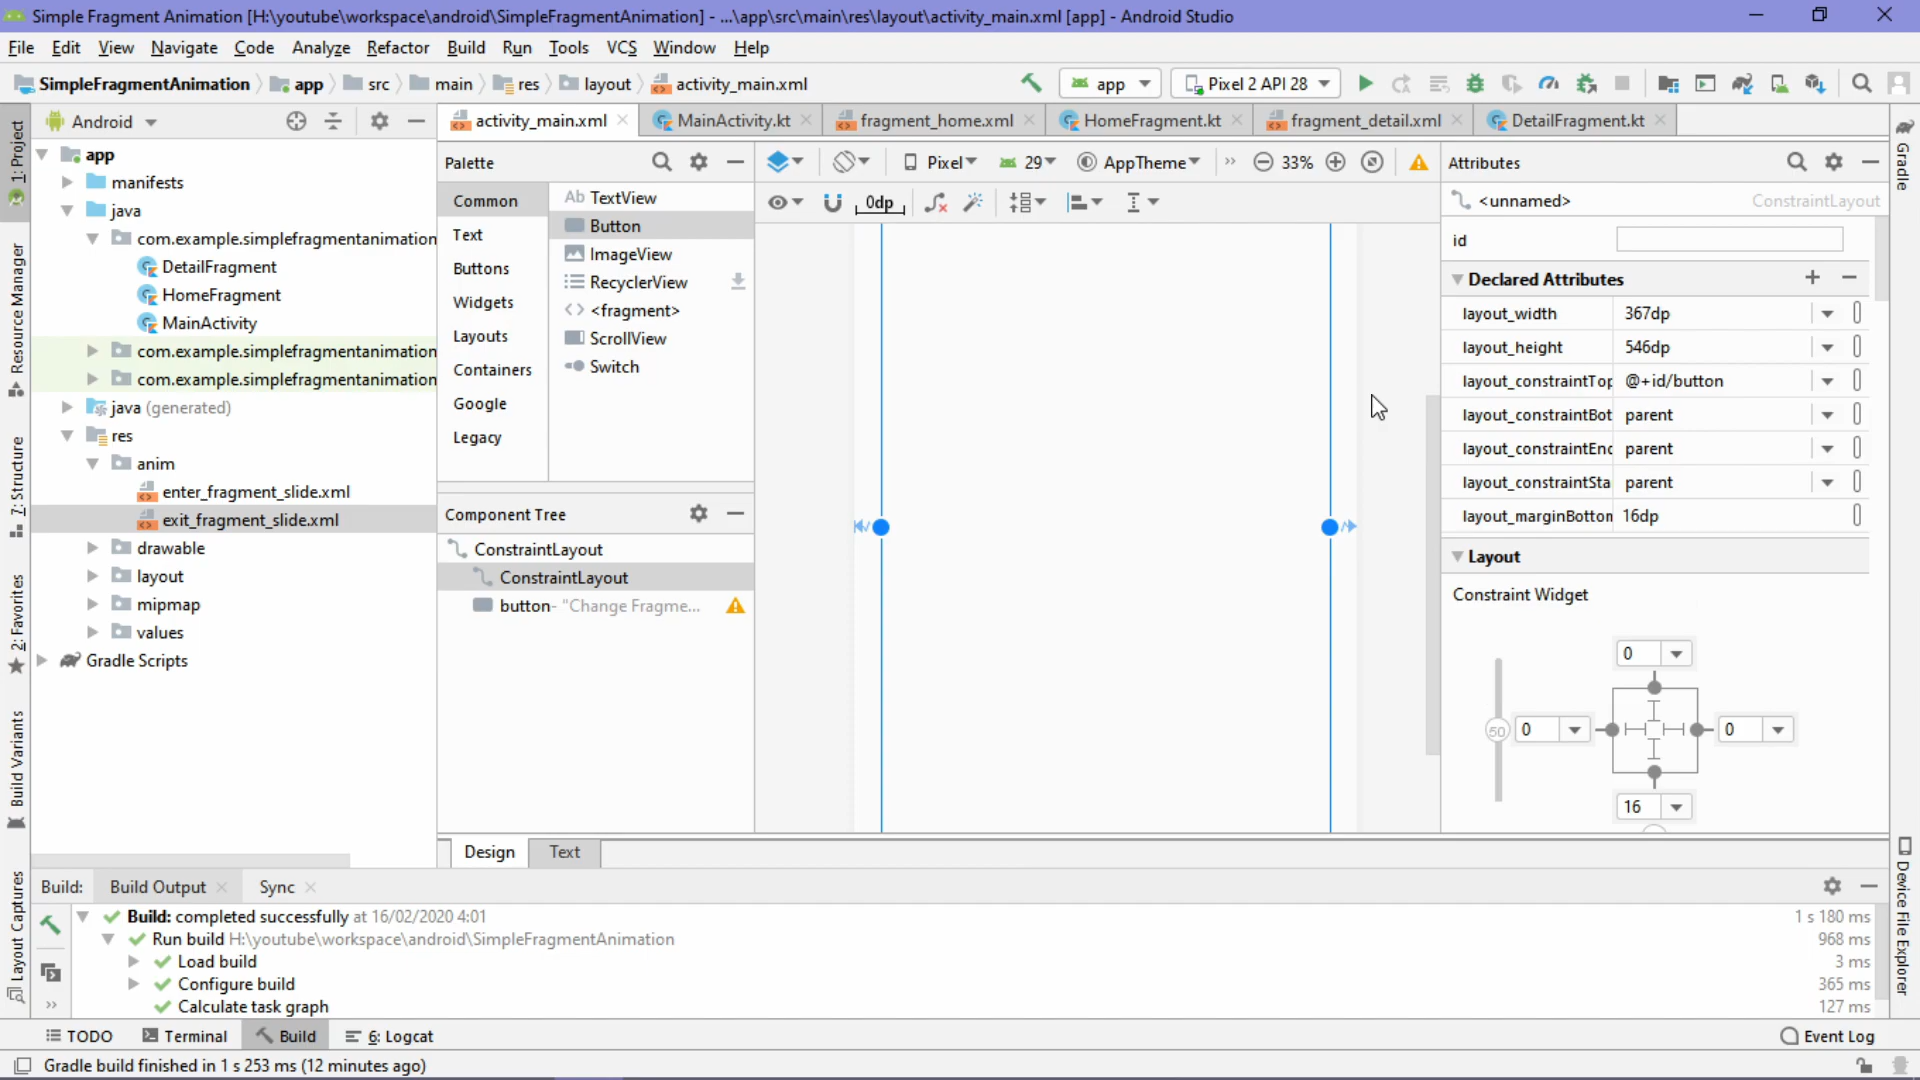 Simple Fragment Animation [H:\youtube\workspace\android\SimpleFragmentAnimation] - ...\app\src\main\res\layout\activity_main.xml [app] - Android Studio
File Edit View Navigate Code Analyze Refactor Build Run Tools VCS Window Help
SimpleFragmentAnimation app src main res layout activity_main.xml app Pixel 2 API 28
Android activity_main.xml MainActivity.kt fragment_home.xml HomeFragment.kt fragment_detail.xml DetailFragment.kt
1: Project
Resource Manager
7: Structure
2: Favorites
Build Variants
Layout Captures
app
manifests
java
com.example.simplefragmentanimation
DetailFragment
HomeFragment
MainActivity
com.example.simplefragmentanimation
com.example.simplefragmentanimation
java (generated)
res
anim
enter_fragment_slide.xml
exit_fragment_slide.xml
drawable
layout
mipmap
values
Gradle Scripts
Palette
Common
Text
Buttons
Widgets
Layouts
Containers
Google
Legacy
Ab TextView
Button
ImageView
RecyclerView
<fragment>
ScrollView
Switch
Component Tree
ConstraintLayout
ConstraintLayout
button- "Change Fragme...
Pixel 29 AppTheme » 33%
0dp
Design Text
Attributes
<unnamed> ConstraintLayout
id
Declared Attributes
layout_width 367dp
layout_height 546dp
layout_constraintTop @+id/button
layout_constraintBot parent
layout_constraintEnd parent
layout_constraintSta parent
layout_marginBottom 16dp
Layout
Constraint Widget
0
50 0 0
16
Gradle
Device File Explorer
Build: Build Output Sync
Build: completed successfully at 16/02/2020 4:01 1 s 180 ms
Run build H:\youtube\workspace\android\SimpleFragmentAnimation 968 ms
Load build 3 ms
Configure build 365 ms
Calculate task graph 127 ms
»
TODO Terminal Build 6: Logcat Event Log
Gradle build finished in 1 s 253 ms (12 minutes ago)